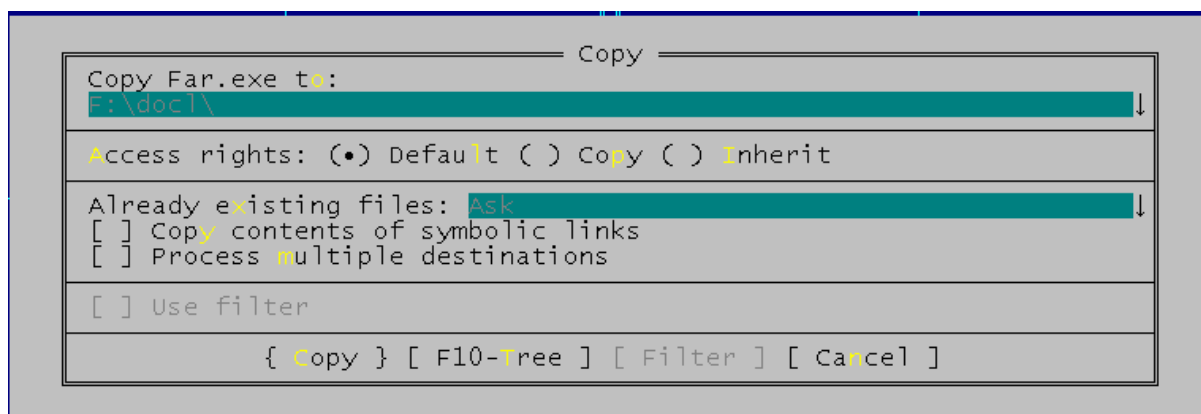 Copy
Copy Far.exe to:
F:\docl\
Access rights: (•) Default ( ) Copy ( ) Inherit
Already existing files: Ask
[ ] Copy contents of symbolic links
[ ] Process multiple destinations
[ ] Use filter
{ Copy } [ F10-Tree ] [ Filter ] [ Cancel ]